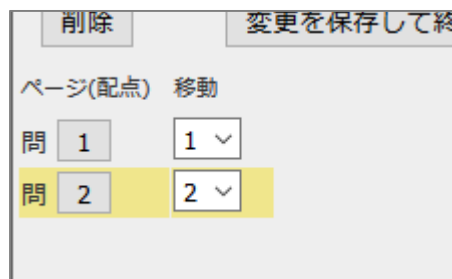 削除 変更を保存して終
ページ(配点) 移動
問 1 1
問 2 2